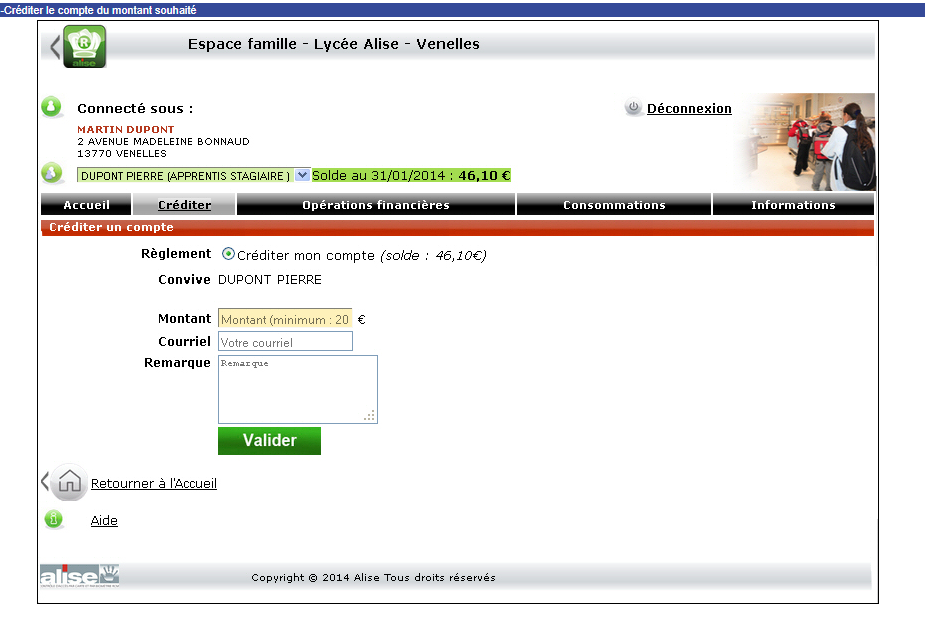 -Créditer le compte du montant souhaité
R
alise
Espace famille - Lycée Alise - Venelles
Connecté sous :
Déconnexion
MARTIN DUPONT
2 AVENUE MADELEINE BONNAUD
13770 VENELLES
DUPONT PIERRE (APPRENTIS STAGIAIRE ) Solde au 31/01/2014 : 46,10 €
Accueil Créditer Opérations financières Consommations Informations
Créditer un compte
Règlement Créditer mon compte (solde : 46,10€)
Convive DUPONT PIERRE
Montant Montant (minimum : 20 €
Courriel Votre courriel
Remarque Remarque
Valider
Retourner à l'Accueil
Aide
alise
Copyright © 2014 Alise Tous droits réservés